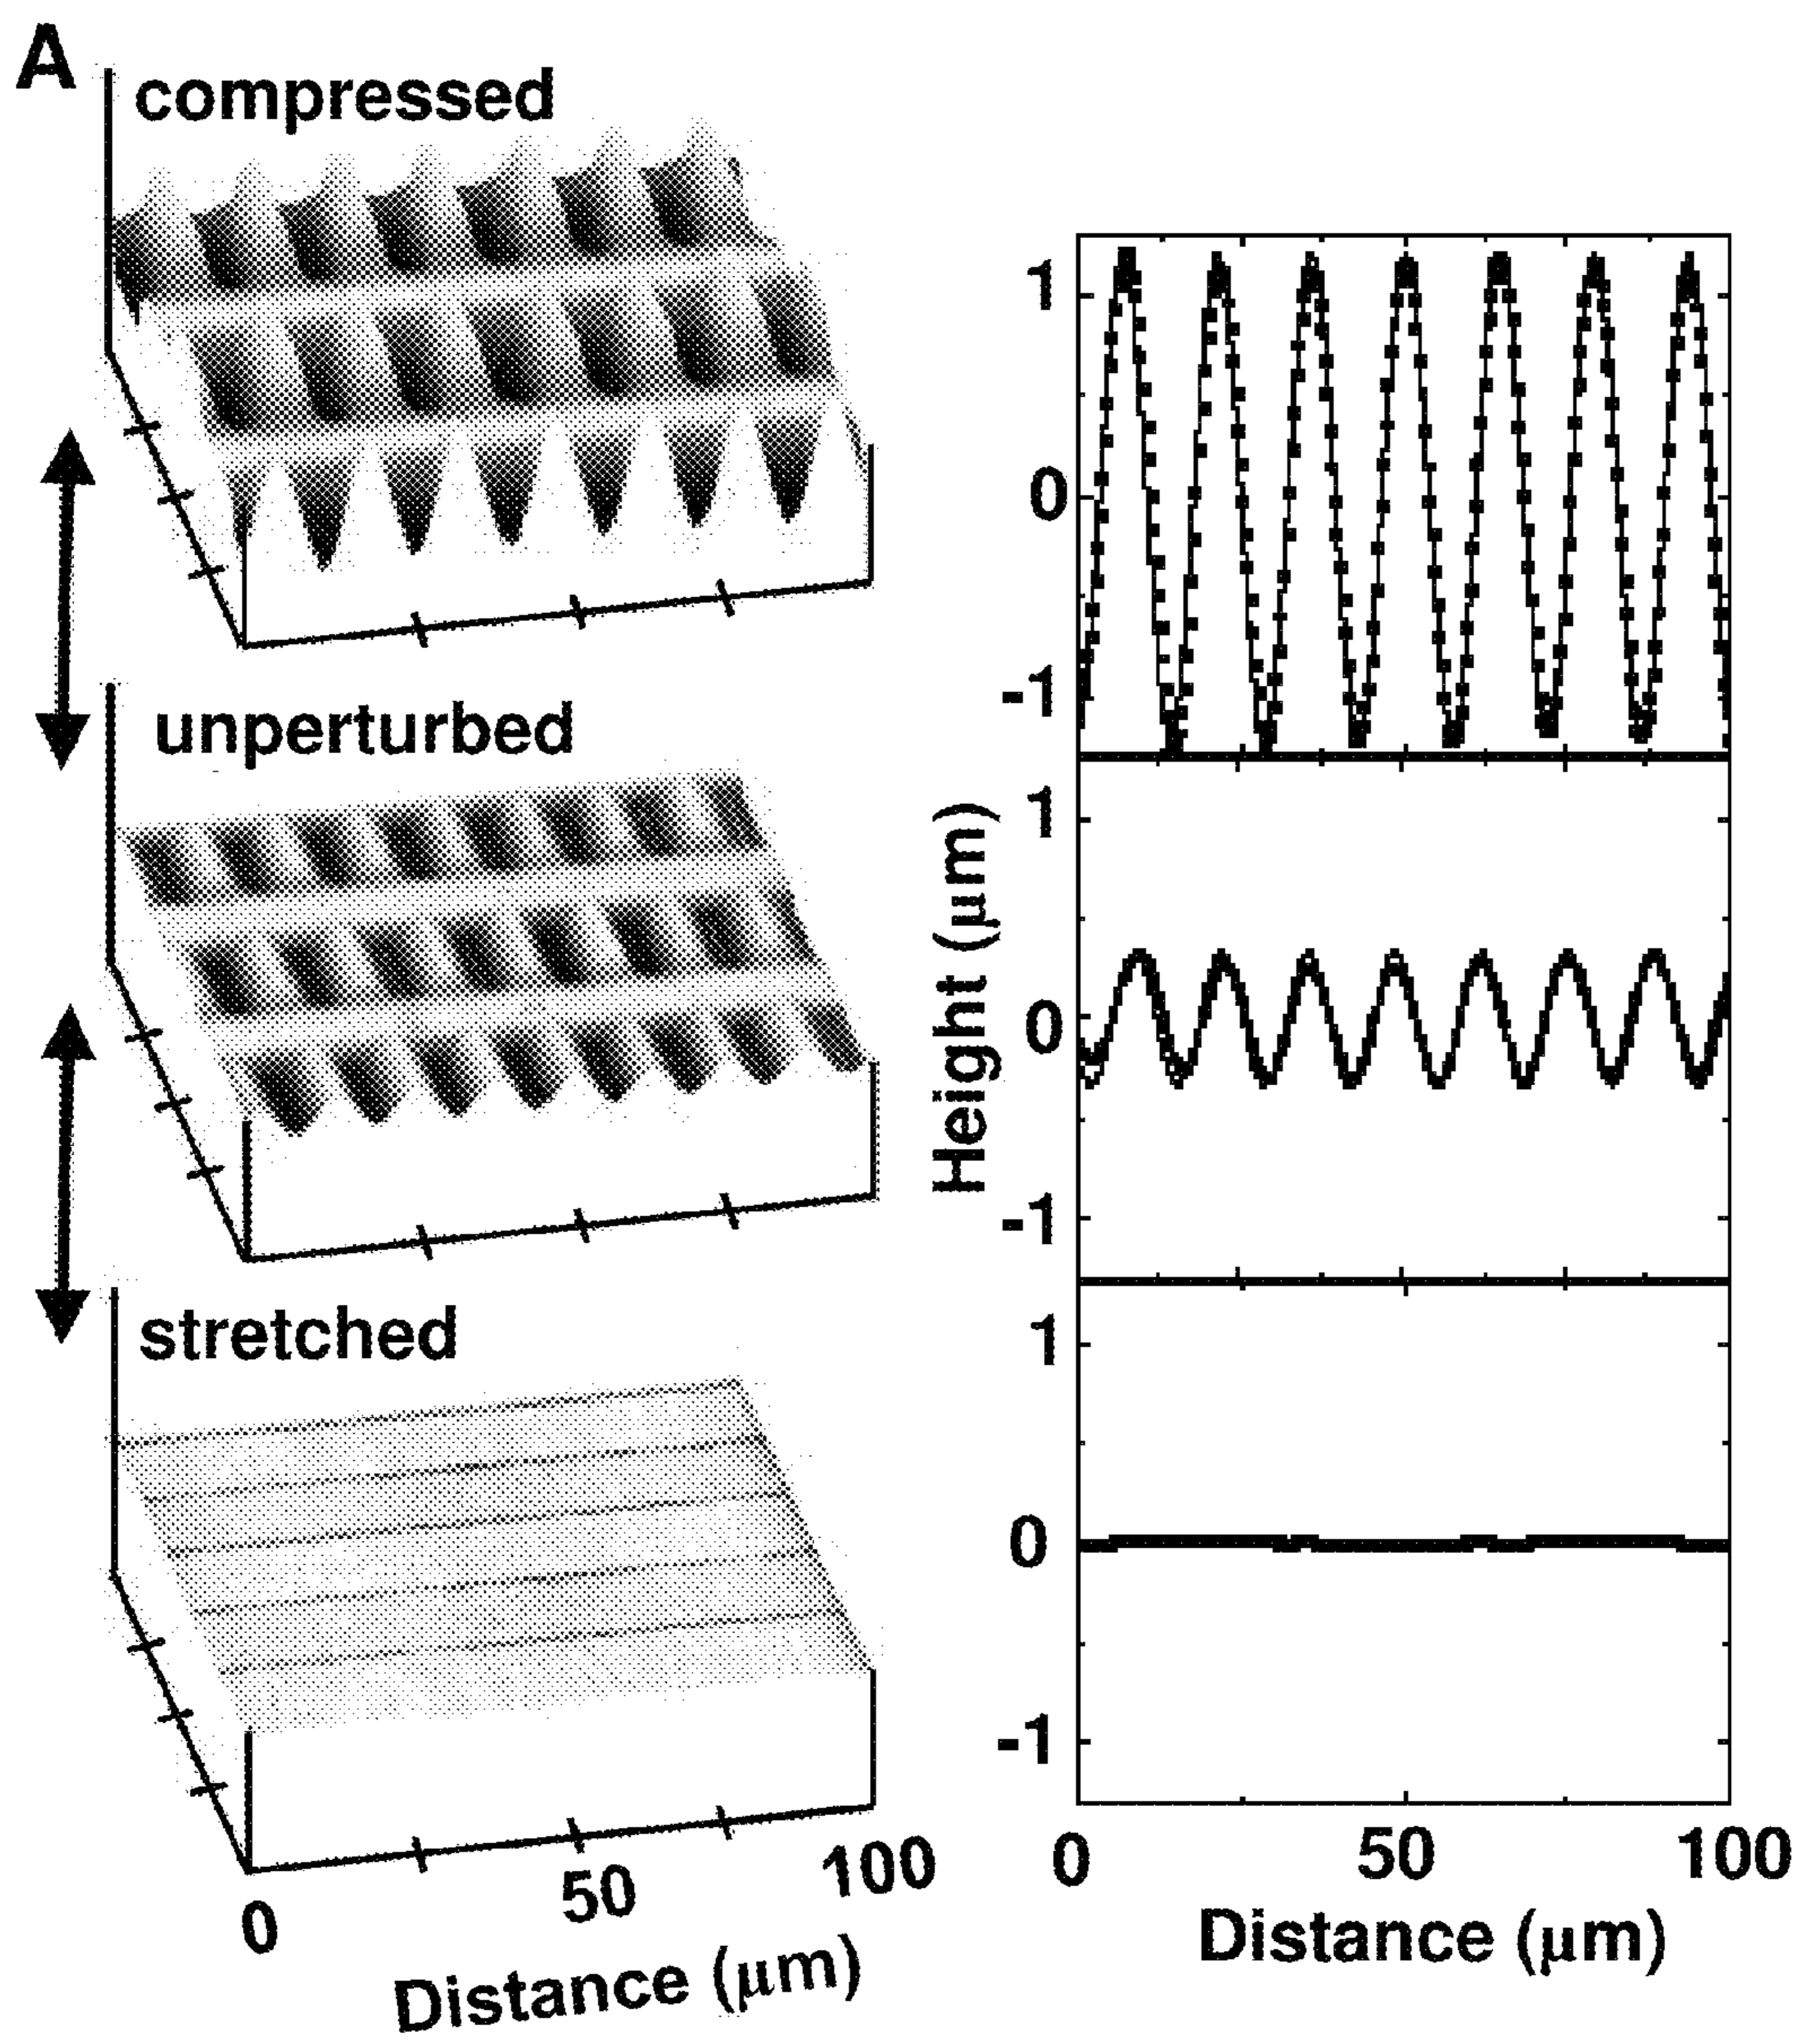 A
compressed
unperturbed
stretched
0
50
100
Distance (μm)
Height (μm)
1
0
-1
1
0
-1
1
0
-1
0
50
100
Distance (μm)